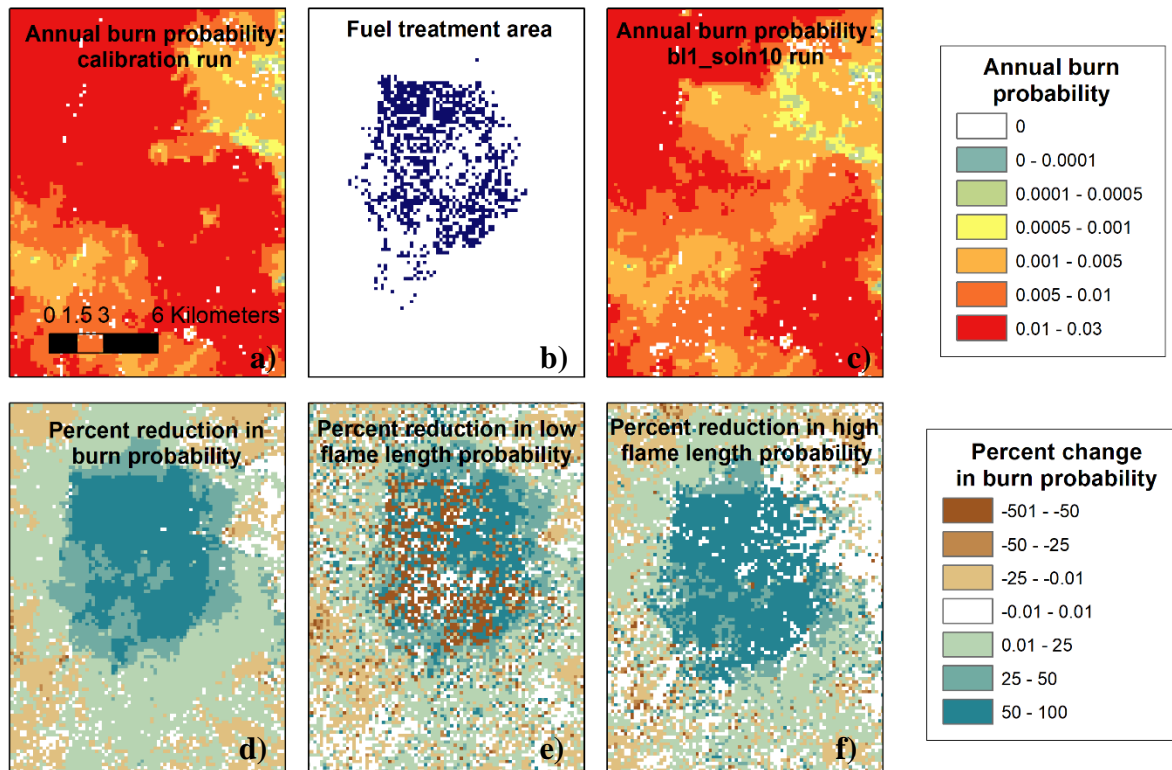 Annual burn probability:
calibration run
0 1.5 3 6 Kilometers
a)
Fuel treatment area
b)
Annual burn probability:
bl1_soln10 run
c)
Annual burn
probability
0
0 - 0.0001
0.0001 - 0.0005
0.0005 - 0.001
0.001 - 0.005
0.005 - 0.01
0.01 - 0.03
Percent reduction in
burn probability
d)
Percent reduction in low
flame length probability
e)
Percent reduction in high
flame length probability
f)
Percent change
in burn probability
-501 - -50
-50 - -25
-25 - -0.01
-0.01 - 0.01
0.01 - 25
25 - 50
50 - 100